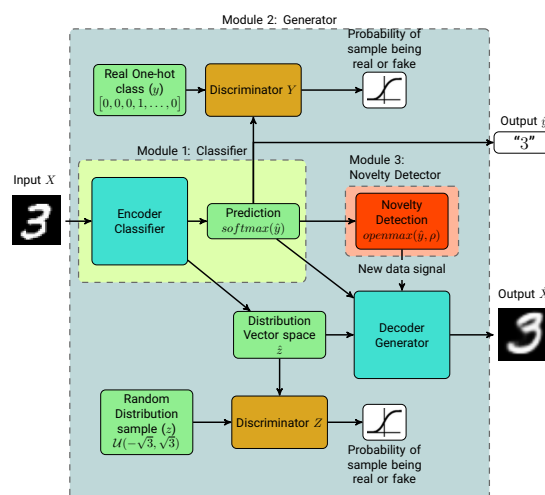 Module 2: Generator
Probability of
sample being
real or fake
Real One-hot
class (y)
[0, 0, 0, 1, . . . , 0]
Discriminator Y
Output ŷ
"3"
Module 1: Classifier
Module 3:
Novelty Detector
Input X
3
Encoder
Classifier
Prediction
softmax(ŷ)
Novelty
Detection
openmax(ŷ, ρ)
New data signal
Output X̂
3
Distribution
Vector space
ẑ
Decoder
Generator
Random
Distribution
sample (z)
𝒰(−√3, √3)
Discriminator Z
Probability of
sample being
real or fake